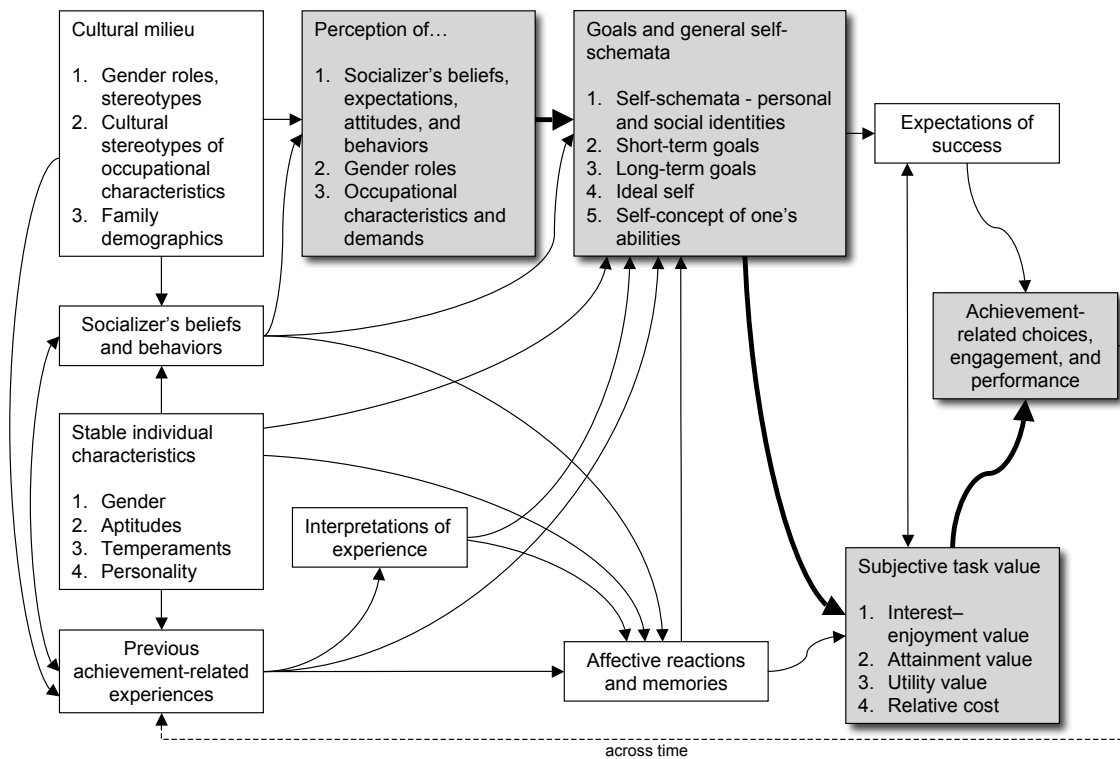 Cultural milieu
1. Gender roles,
stereotypes
2. Cultural
stereotypes of
occupational
characteristics
3. Family
demographics
Perception of…
1. Socializer's beliefs,
expectations,
attitudes, and
behaviors
2. Gender roles
3. Occupational
characteristics and
demands
Goals and general self-
schemata
1. Self-schemata - personal
and social identities
2. Short-term goals
3. Long-term goals
4. Ideal self
5. Self-concept of one's
abilities
Expectations of
success
Socializer's beliefs
and behaviors
Achievement-
related choices,
engagement, and
performance
Stable individual
characteristics
1. Gender
2. Aptitudes
3. Temperaments
4. Personality
Interpretations of
experience
Subjective task value
1. Interest–
enjoyment value
2. Attainment value
3. Utility value
4. Relative cost
Previous
achievement-related
experiences
Affective reactions
and memories
across time